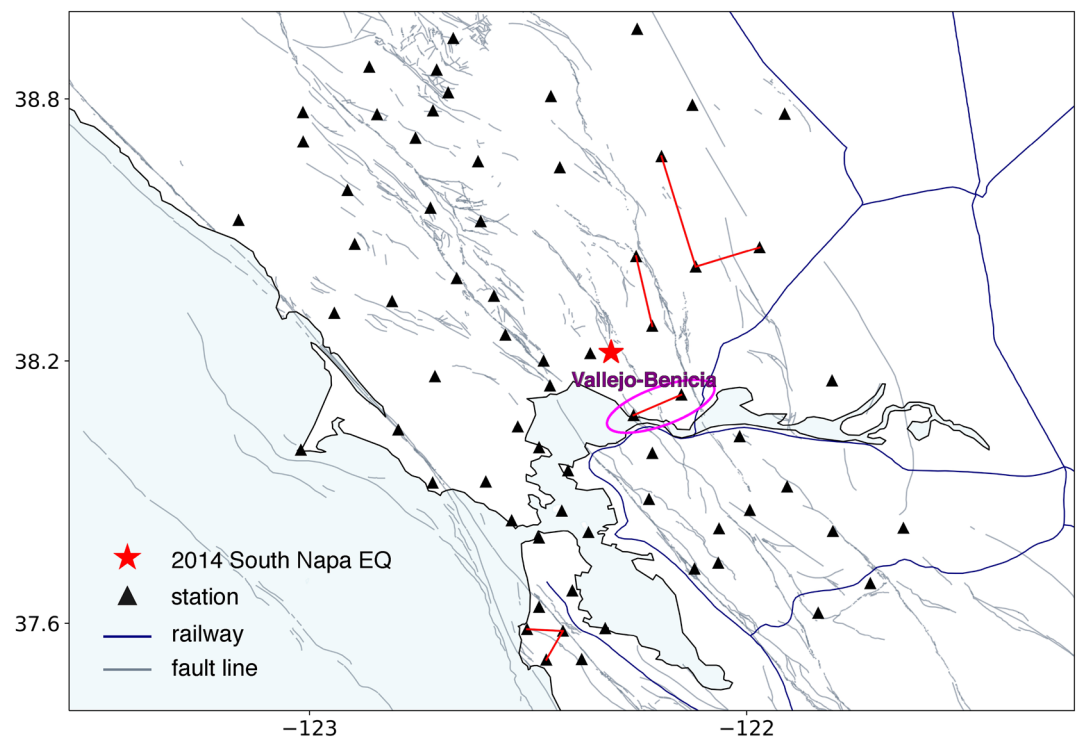 38.8
38.2
Vallejo-Benicia
2014 South Napa EQ
station
37.6
railway
fault line
−123
−122